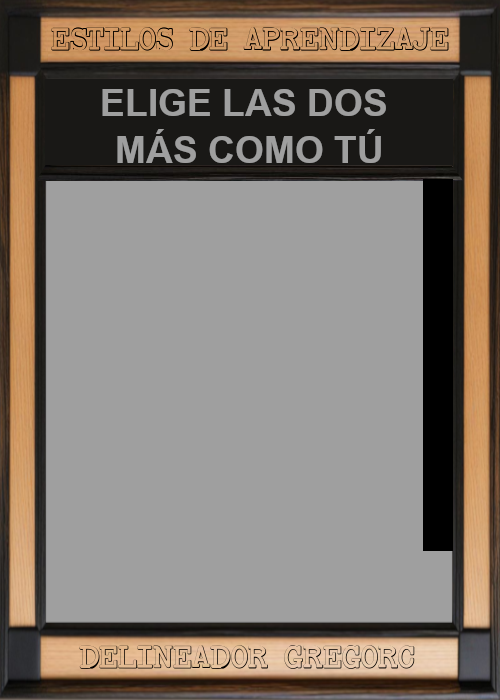 ESTILOS DE APRENDIZAJE
ELIGE LAS DOS
MÁS COMO TÚ
DELINEADOR GREGORC